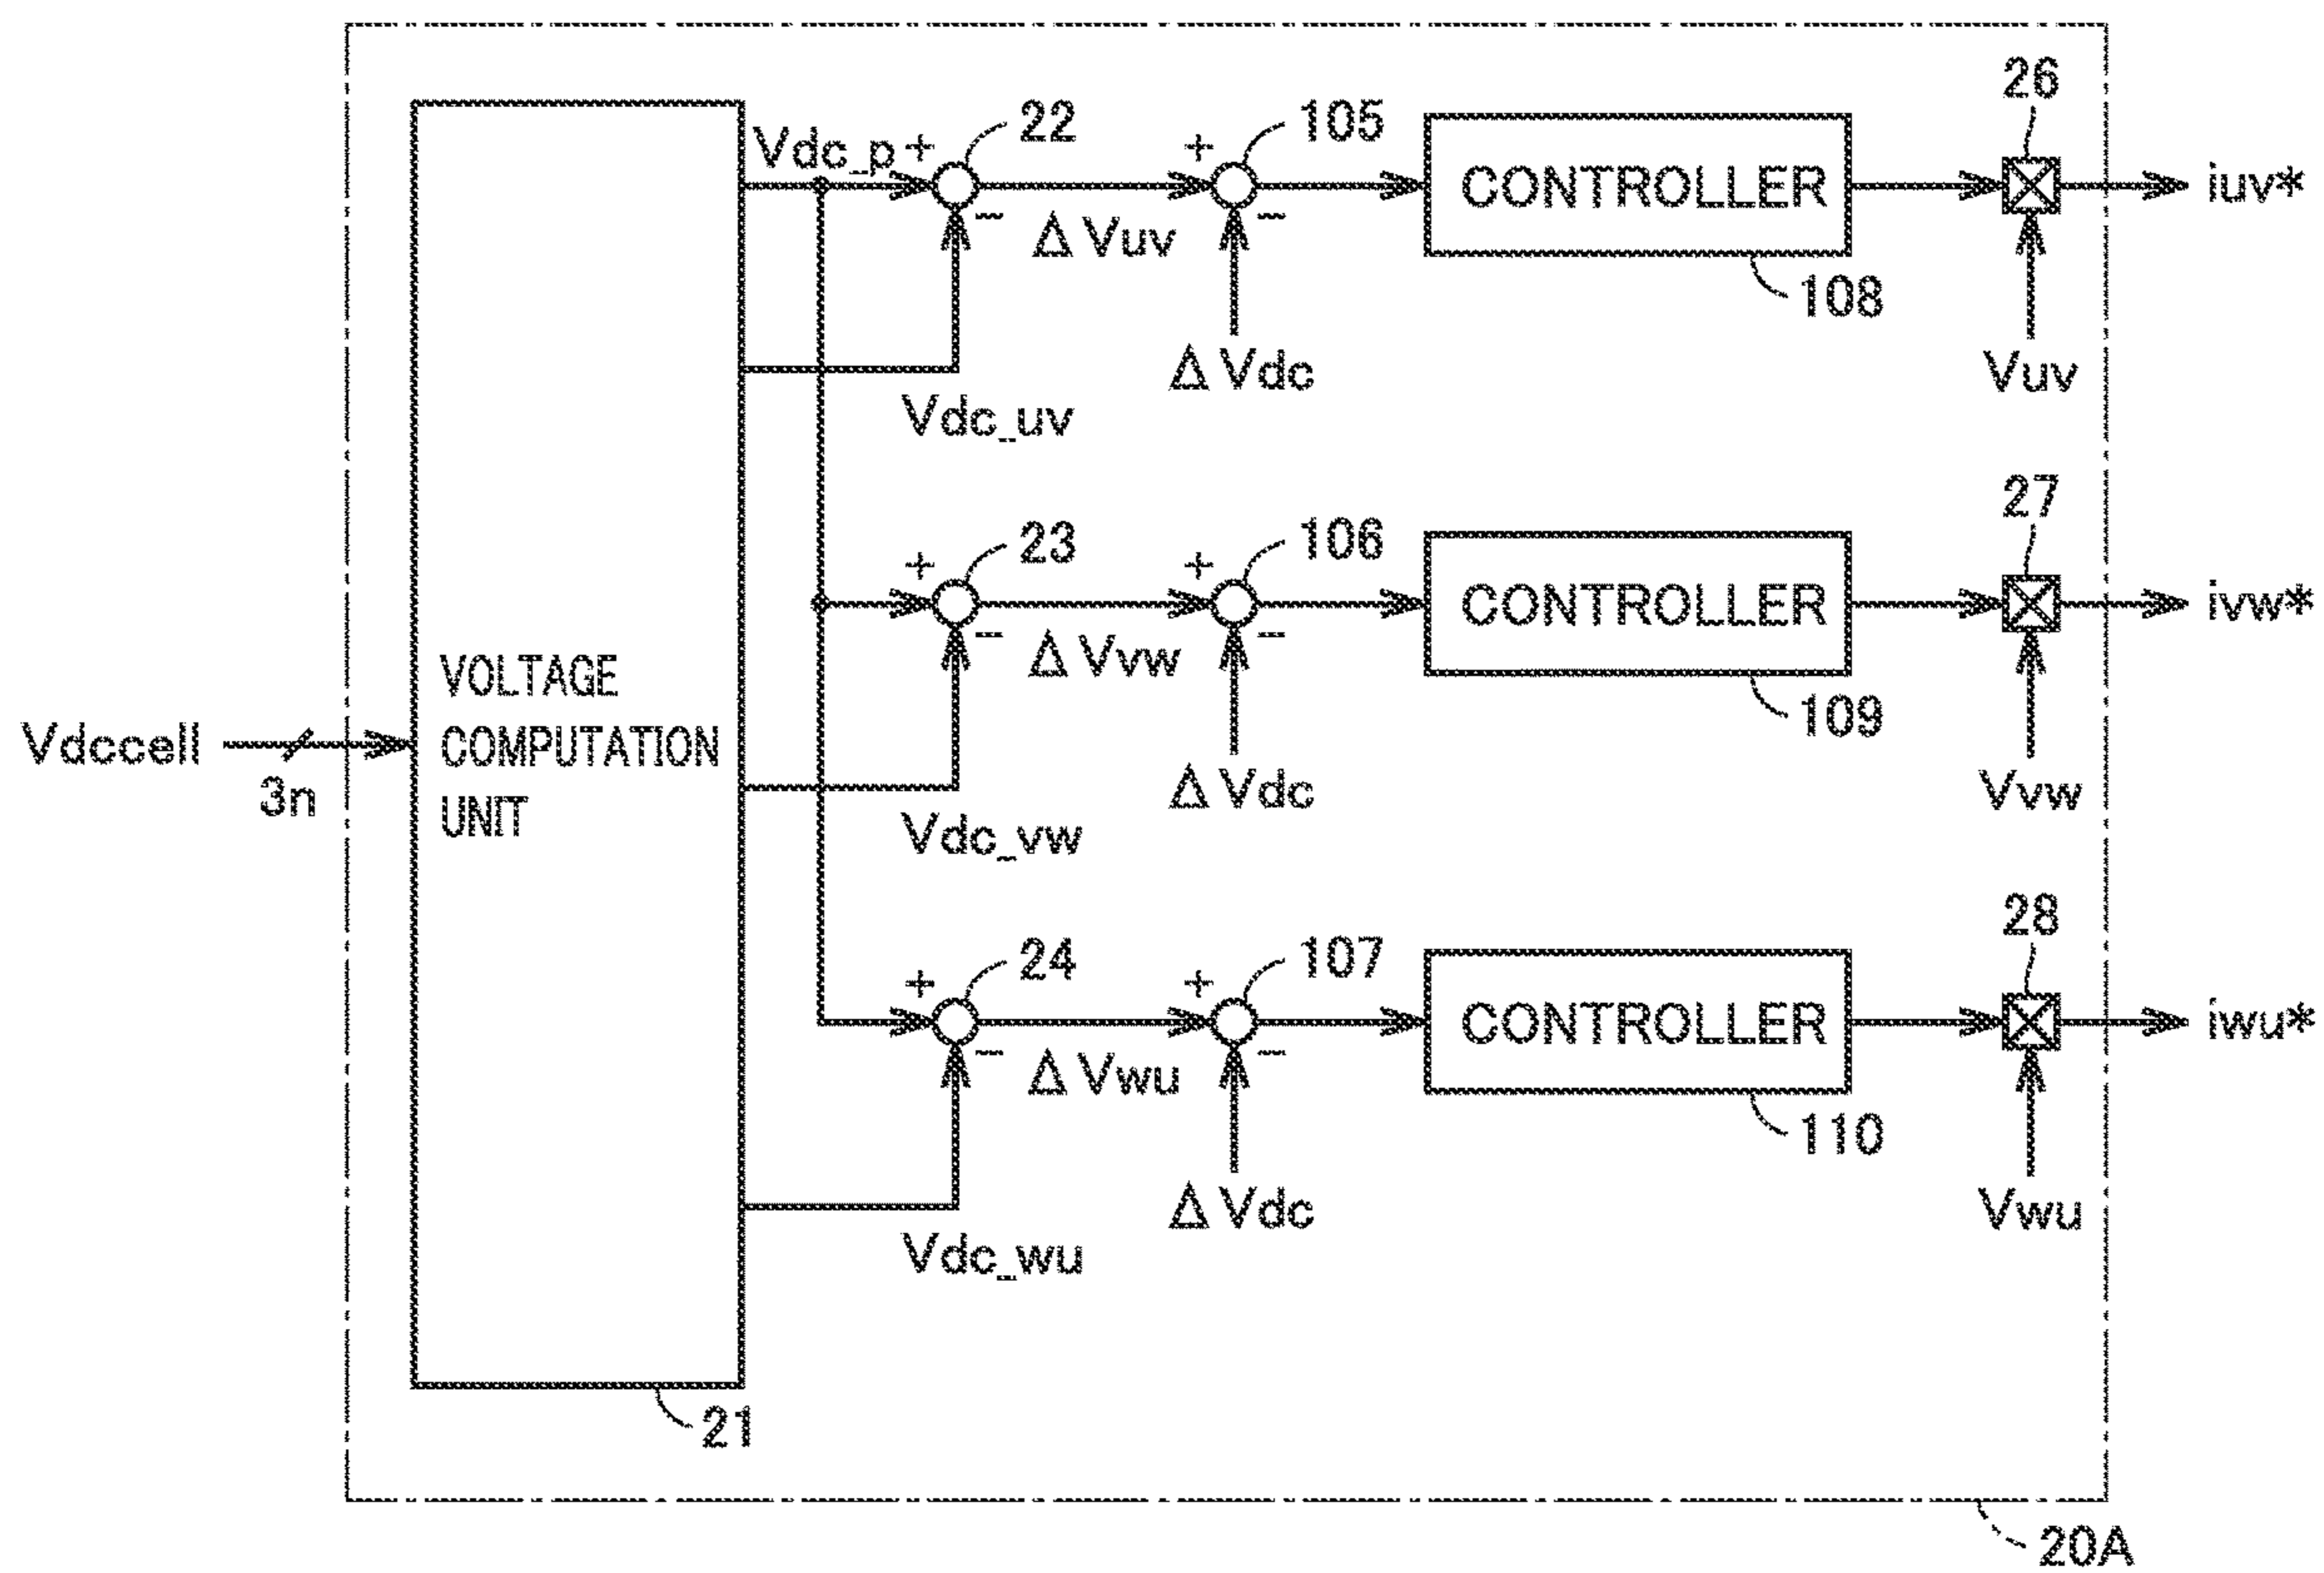 26
22
105
Vdc_p
+
+
CONTROLLER
iuv*
−
ΔVuv
−
108
ΔVdc
Vuv
Vdc_uv
27
23
106
+
+
CONTROLLER
ivw*
−
ΔVvw
−
109
VOLTAGE
COMPUTATION
UNIT
Vdccell
3n
ΔVdc
Vvw
Vdc_vw
28
24
107
+
+
CONTROLLER
iwu*
−
ΔVwu
−
110
ΔVdc
Vwu
Vdc_wu
21
20A